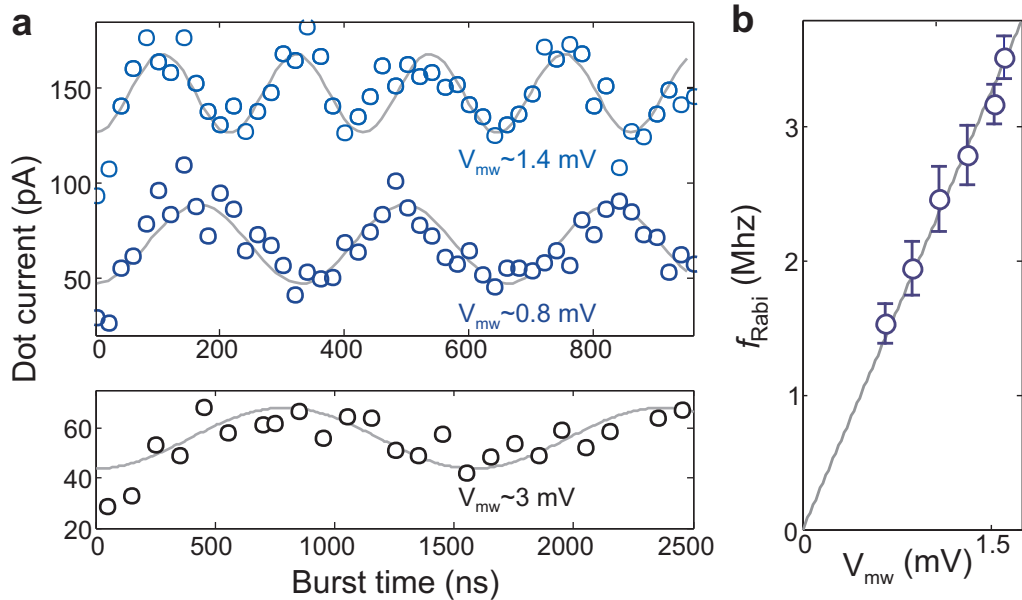 a
Dot current (pA)
150
100
50
V_mw~1.4 mV
V_mw~0.8 mV
0 200 400 600 800
60
40
20
V_mw~3 mV
0 500 1000 1500 2000 2500
Burst time (ns)
b
f_Rabi (Mhz)
3
2
1
0
0 1.5
V_mw (mV)